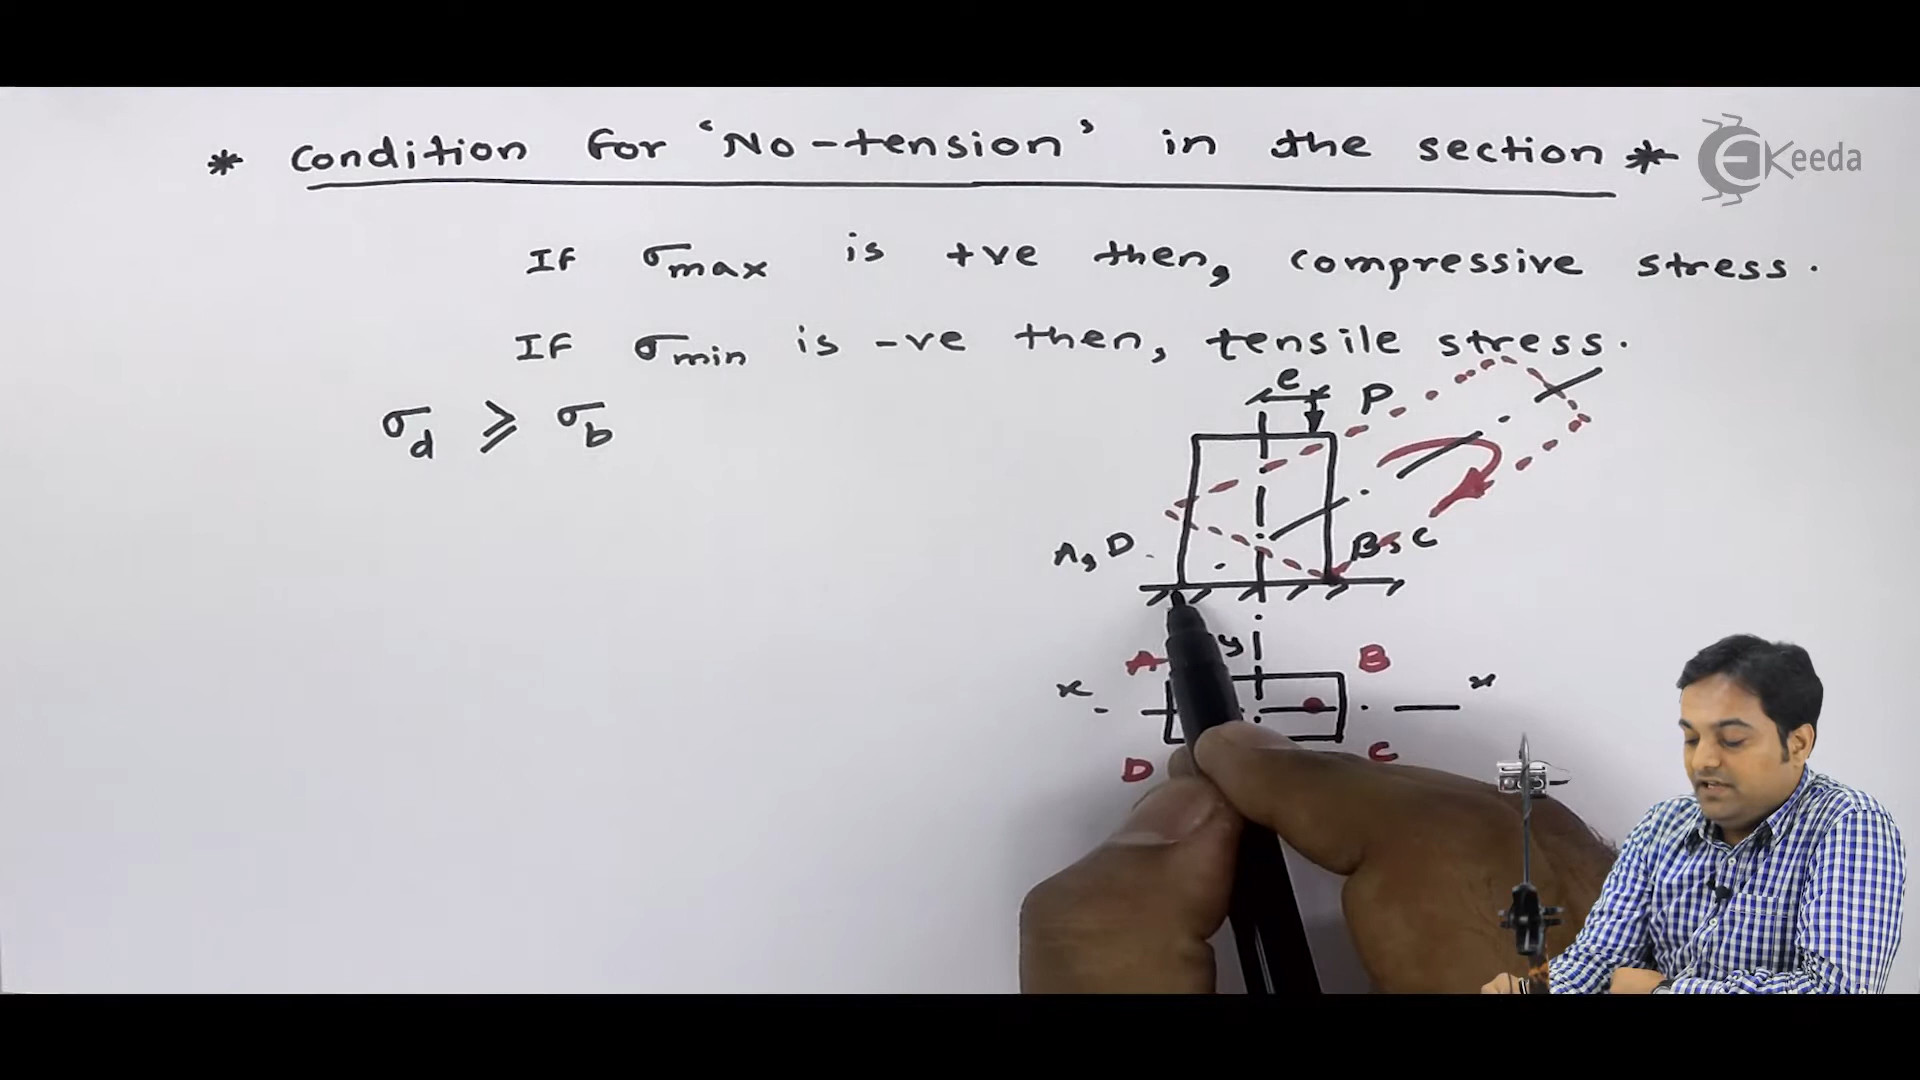 * Condition for 'No-tension' in the section *
Keeda
If σmax is +ve then, compressive stress.
If σmin is -ve then, tensile stress.
σd ⩾ σb
e
P
A, D
B, C
y
A
B
x
x
D
C